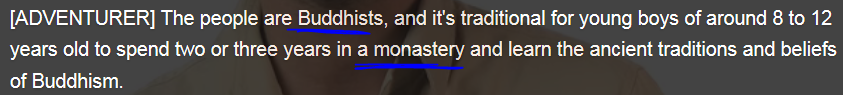 [ADVENTURER] The people are Buddhists, and it's traditional for young boys of around 8 to 12
years old to spend two or three years in a monastery and learn the ancient traditions and beliefs
of Buddhism.